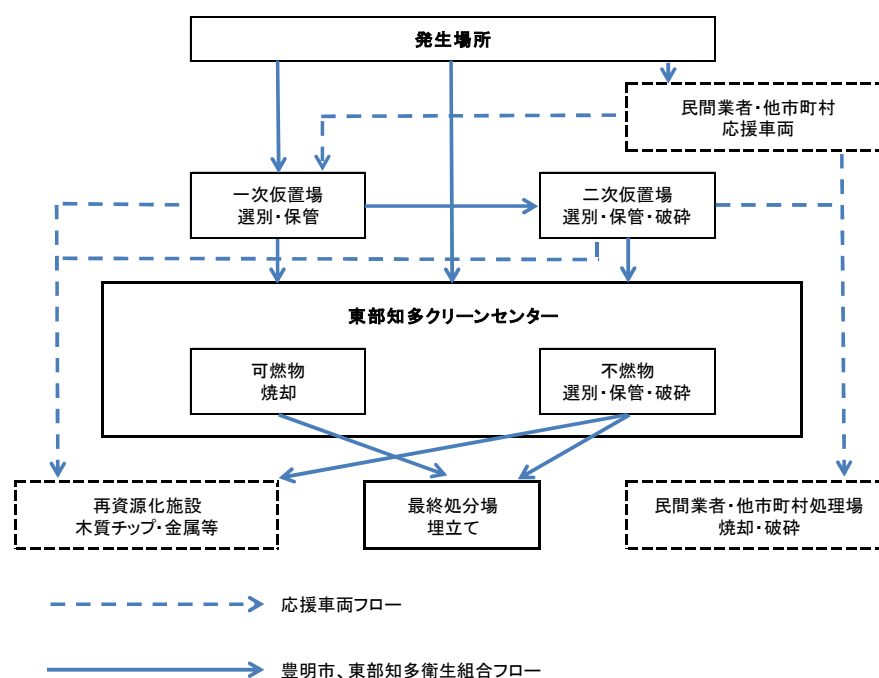 発生場所
民間業者・他市町村
応援車両
一次仮置場
選別・保管
二次仮置場
選別・保管・破砕
東部知多クリーンセンター
可燃物
焼却
不燃物
選別・保管・破砕
再資源化施設
木質チップ・金属等
最終処分場
埋立て
民間業者・他市町村処理場
焼却・破砕
応援車両フロー
豊明市、東部知多衛生組合フロー